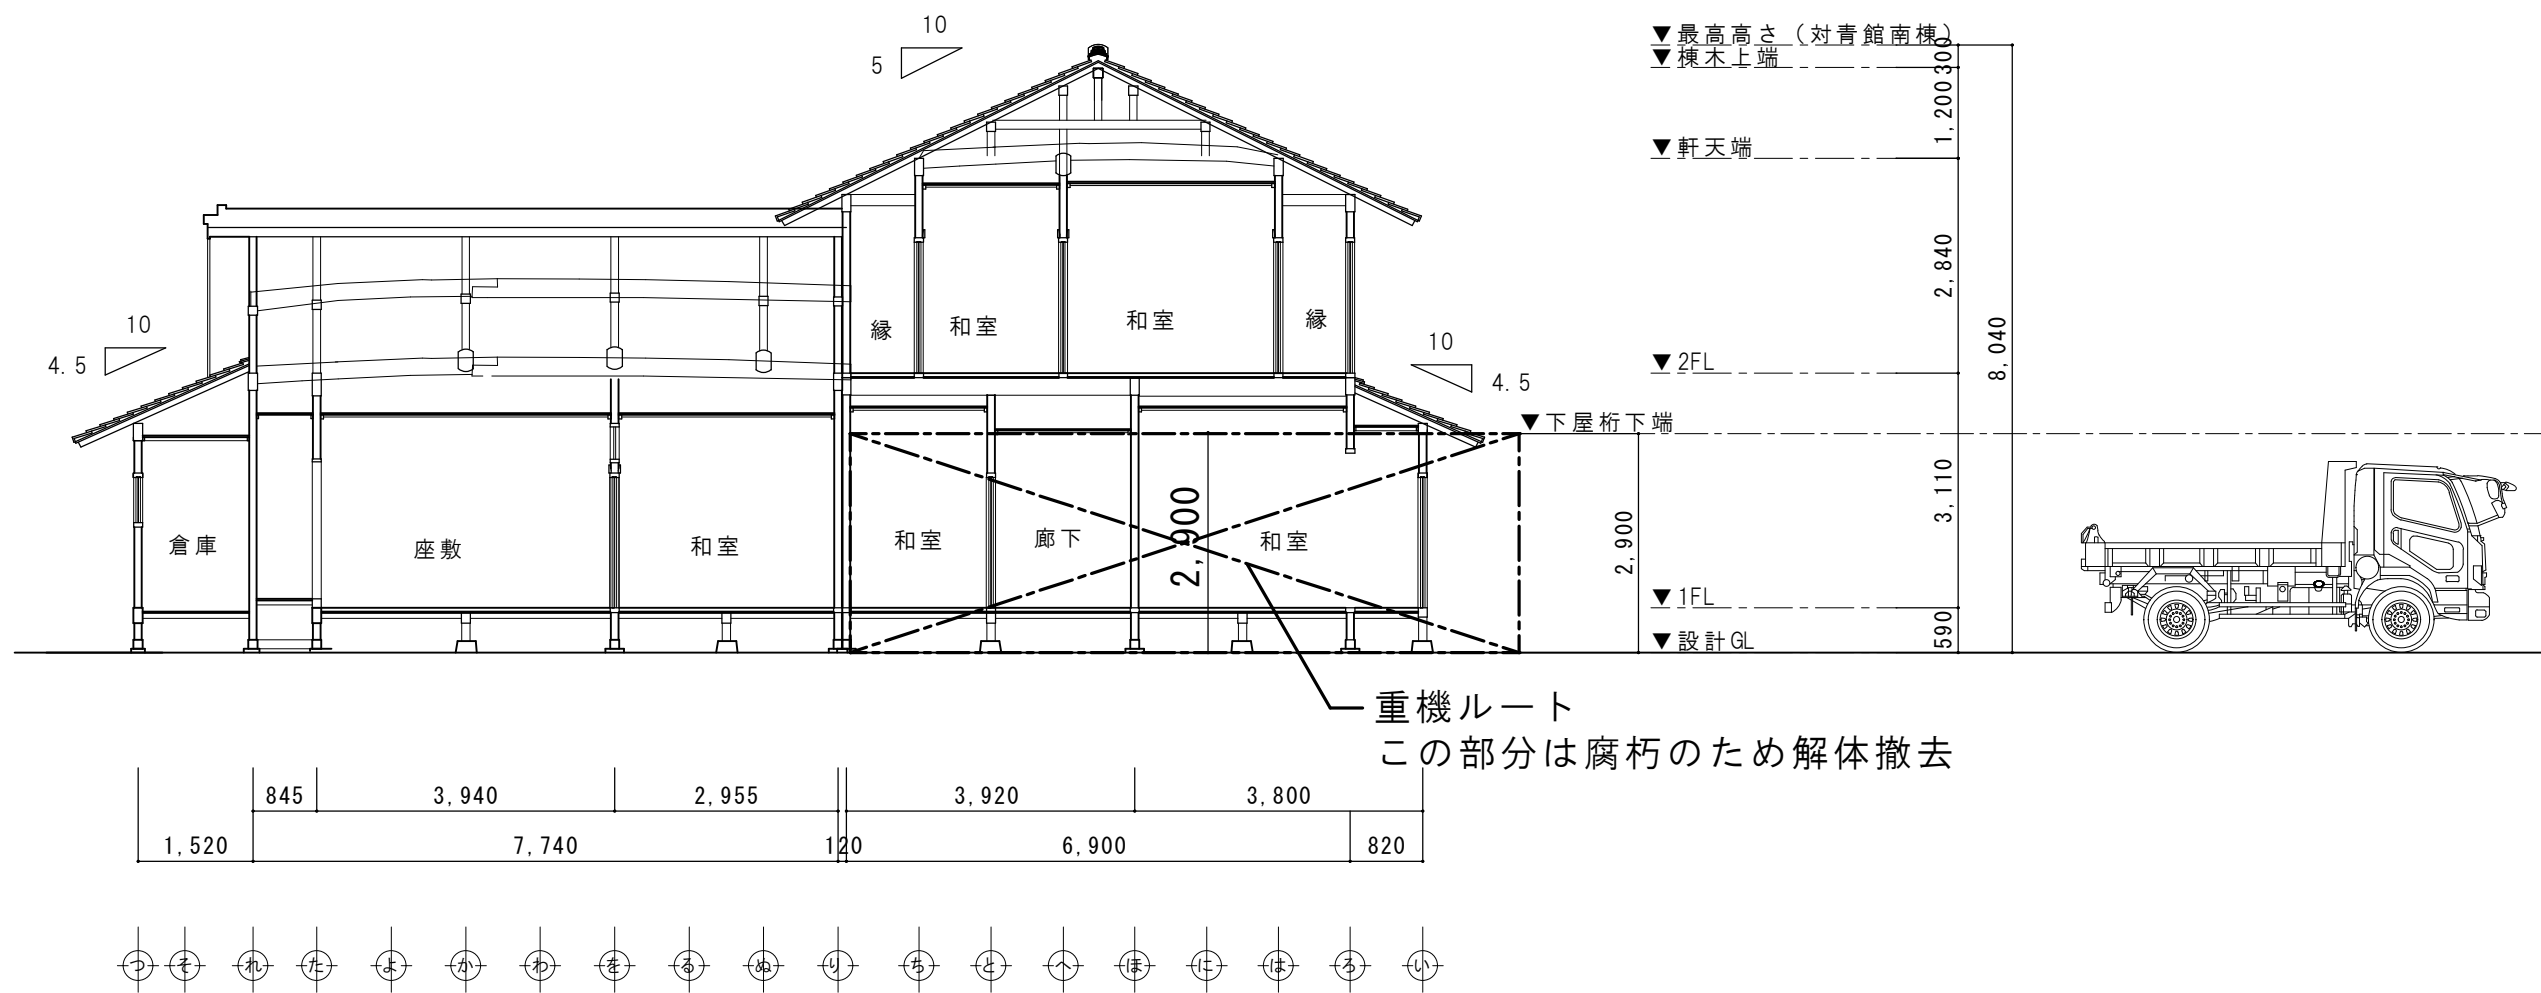 10
5
▼最高高さ（対青館南棟）
▼棟木上端
300
1,200
▼軒天端
2,840
8,040
縁
和室
和室
縁
10
4.5
10
4.5
▼2FL
▼下屋桁下端
3,110
2,900
2,900
倉庫
座敷
和室
和室
廊下
和室
▼1FL
590
▼設計GL
重機ルート
この部分は腐朽のため解体撤去
845
3,940
2,955
3,920
3,800
1,520
7,740
120
6,900
820
つ そ れ た よ か わ を る ぬ り ち と へ ほ に は ろ い